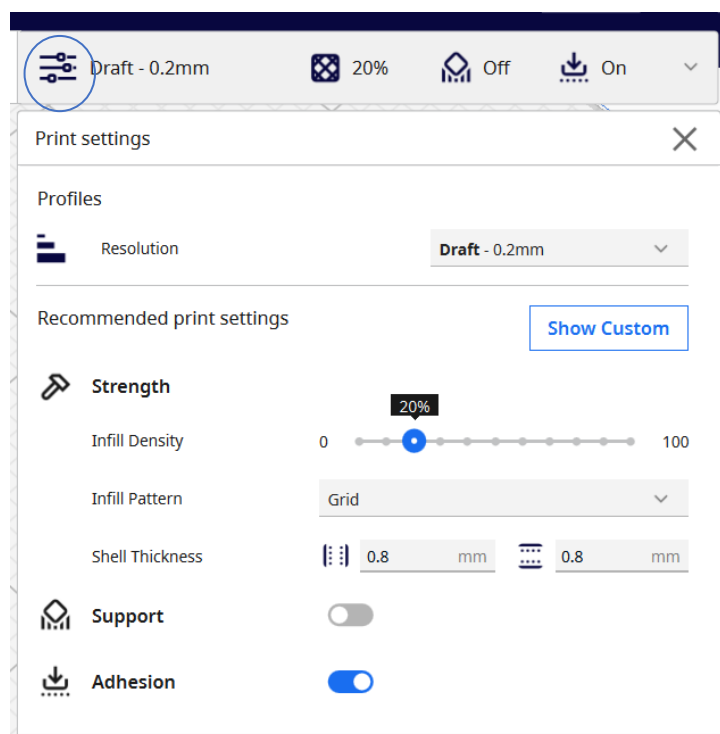 Draft - 0.2mm 20% Off On
Print settings
Profiles
Resolution Draft - 0.2mm
Recommended print settings Show Custom
Strength
20%
Infill Density 0 100
Infill Pattern Grid
Shell Thickness 0.8 mm 0.8 mm
Support
Adhesion